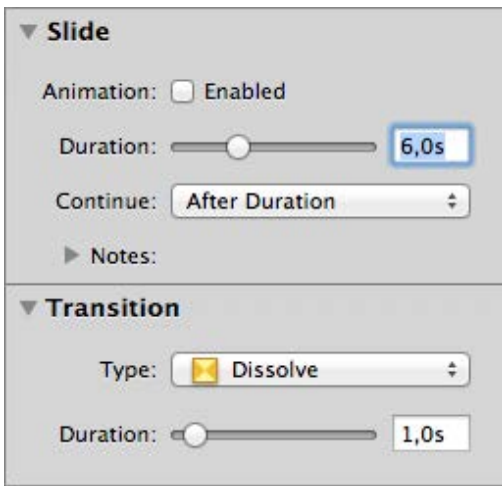 Slide
Animation: Enabled
Duration: 6,0s
Continue: After Duration
Notes:
Transition
Type: Dissolve
Duration: 1,0s